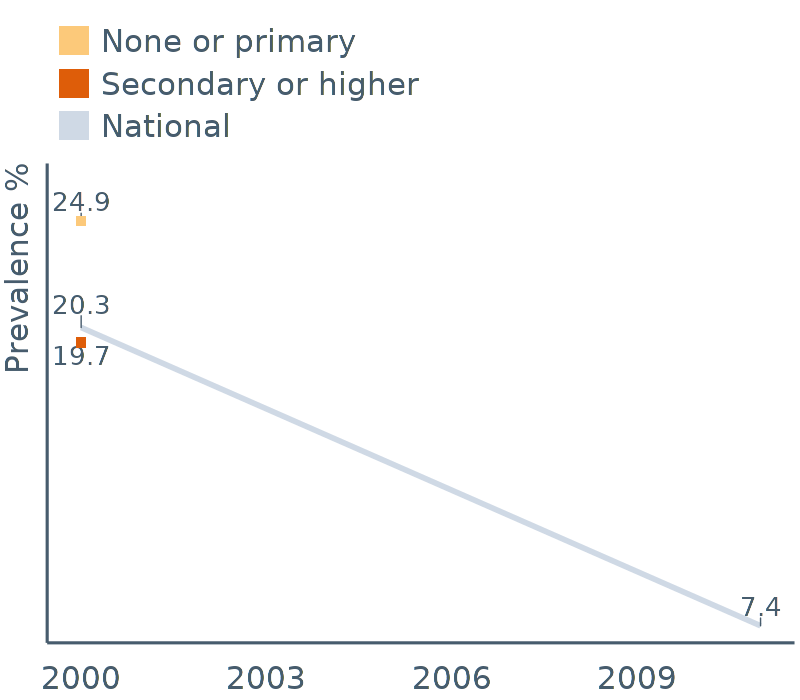 None or primary
Secondary or higher
National
Prevalence %
24.9
20.3
19.7
7.4
2000 2003 2006 2009